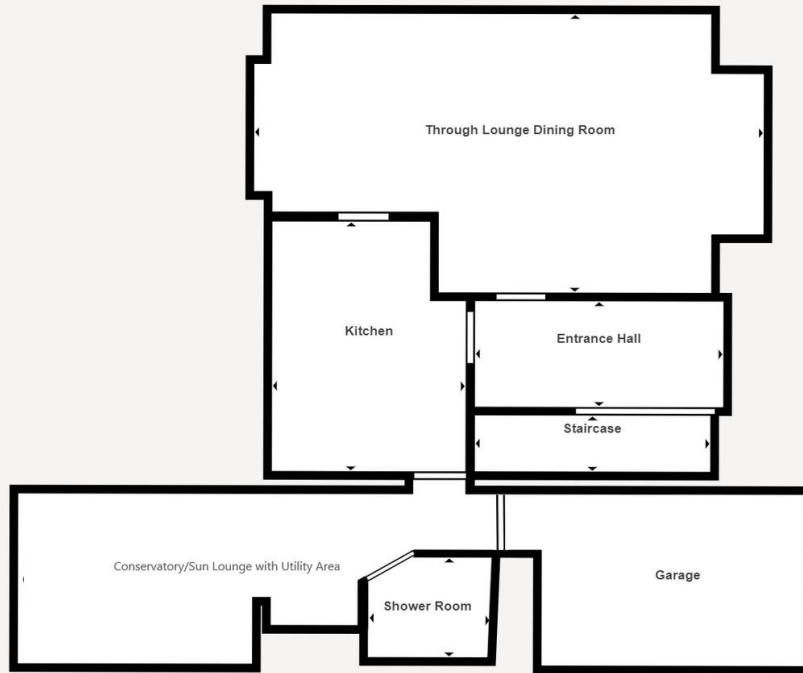 Through Lounge Dining Room
Kitchen
Entrance Hall
Staircase
Conservatory/Sun Lounge with Utility Area
Garage
Shower Room